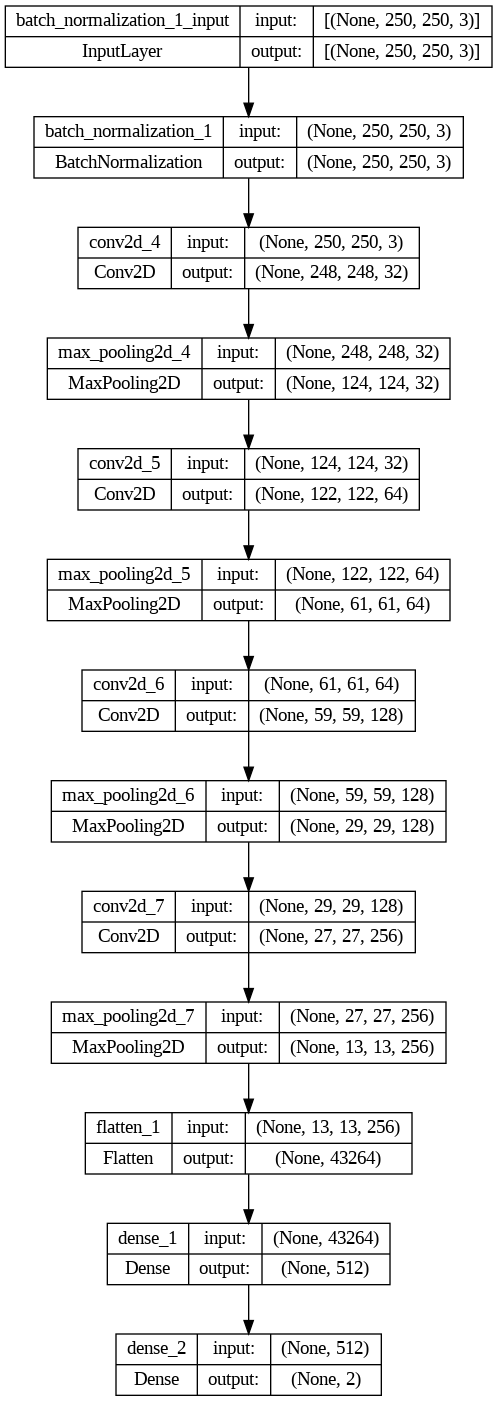 batch_normalization_1_input input: [(None, 250, 250, 3)]
InputLayer output: [(None, 250, 250, 3)]
batch_normalization_1 input: (None, 250, 250, 3)
BatchNormalization output: (None, 250, 250, 3)
conv2d_4 input: (None, 250, 250, 3)
Conv2D output: (None, 248, 248, 32)
max_pooling2d_4 input: (None, 248, 248, 32)
MaxPooling2D output: (None, 124, 124, 32)
conv2d_5 input: (None, 124, 124, 32)
Conv2D output: (None, 122, 122, 64)
max_pooling2d_5 input: (None, 122, 122, 64)
MaxPooling2D output: (None, 61, 61, 64)
conv2d_6 input: (None, 61, 61, 64)
Conv2D output: (None, 59, 59, 128)
max_pooling2d_6 input: (None, 59, 59, 128)
MaxPooling2D output: (None, 29, 29, 128)
conv2d_7 input: (None, 29, 29, 128)
Conv2D output: (None, 27, 27, 256)
max_pooling2d_7 input: (None, 27, 27, 256)
MaxPooling2D output: (None, 13, 13, 256)
flatten_1 input: (None, 13, 13, 256)
Flatten output: (None, 43264)
dense_1 input: (None, 43264)
Dense output: (None, 512)
dense_2 input: (None, 512)
Dense output: (None, 2)